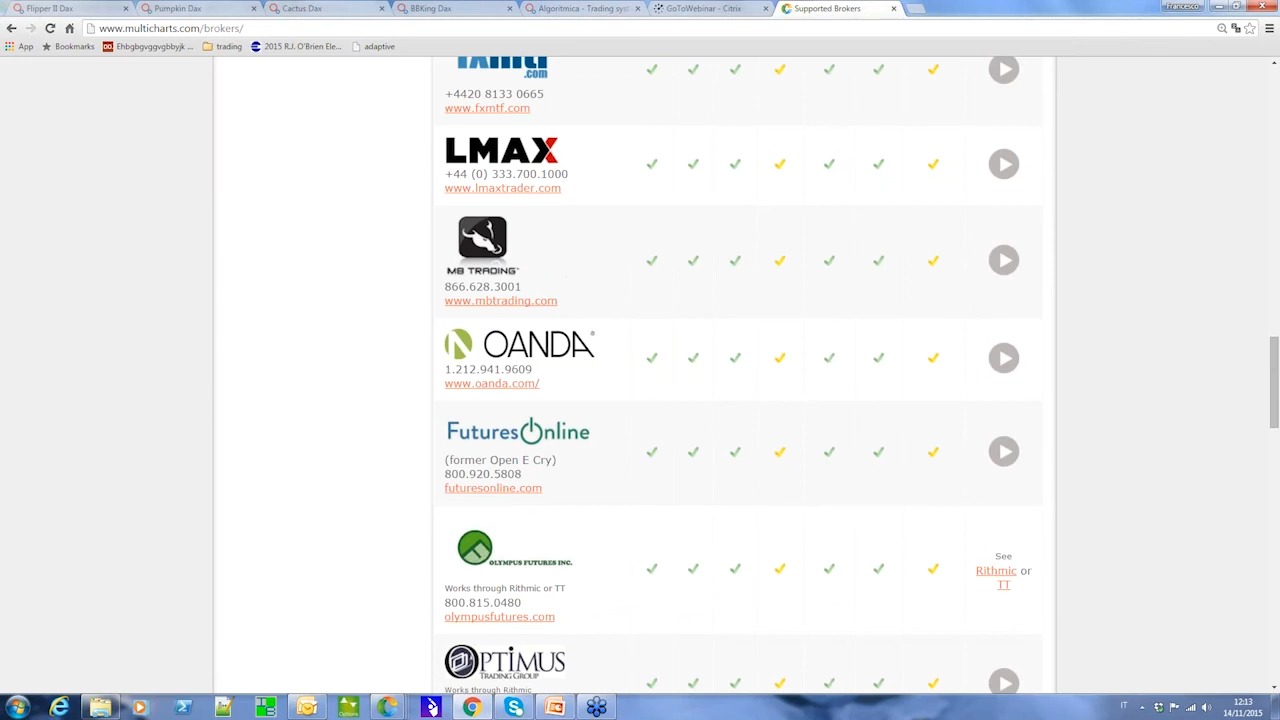 Flipper II Dax
Pumpkin Dax
Cactus Dax
BBKing Dax
Algoritmica - Trading sys
GoToWebinar - Citrix
Supported Brokers
Francesco
www.multicharts.com/brokers/
App
Bookmarks
Ehbgbgvggvgbbyjk ...
trading
2015 R.J. O'Brien Ele...
adaptive
fxmtf
.com
+4420 8133 0665
www.fxmtf.com
LMAX
+44 (0) 333.700.1000
www.lmaxtrader.com
MB TRADING
866.628.3001
www.mbtrading.com
OANDA
1.212.941.9609
www.oanda.com/
FuturesOnline
(former Open E Cry)
800.920.5808
futuresonline.com
OLYMPUS FUTURES INC.
Works through Rithmic or TT
800.815.0480
olympusfutures.com
See
Rithmic or
TT
OPTIMUS
TRADING GROUP
Works through Rithmic
IT
12:13
14/11/2015